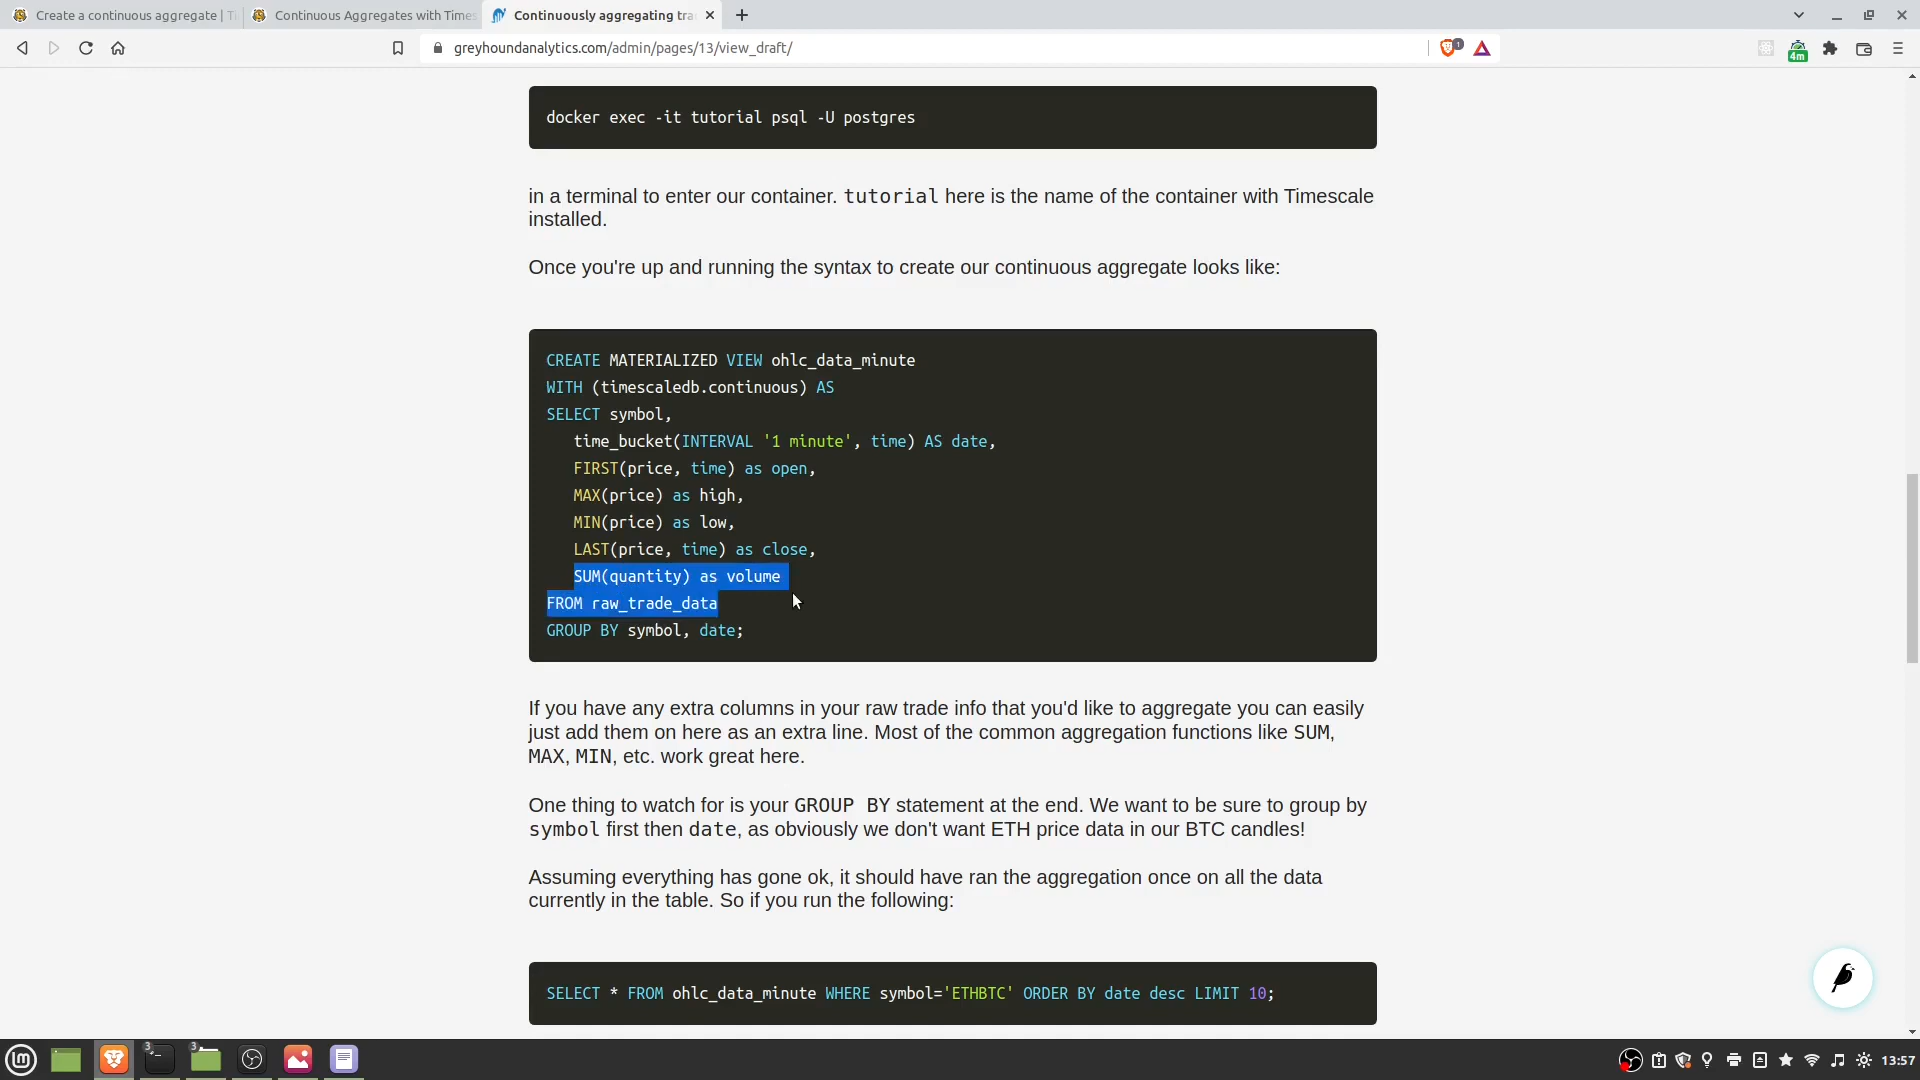 Create a continuous aggregate | Ti
Continuous Aggregates with Times
Continuously aggregating tra
greyhoundanalytics.com/admin/pages/13/view_draft/
1
4m
docker exec -it tutorial psql -U postgres
in a terminal to enter our container. tutorial here is the name of the container with Timescale
installed.
Once you're up and running the syntax to create our continuous aggregate looks like:
CREATE MATERIALIZED VIEW ohlc_data_minute
WITH (timescaledb.continuous) AS
SELECT symbol,
time_bucket(INTERVAL '1 minute', time) AS date,
FIRST(price, time) as open,
MAX(price) as high,
MIN(price) as low,
LAST(price, time) as close,
SUM(quantity) as volume
FROM raw_trade_data
GROUP BY symbol, date;
If you have any extra columns in your raw trade info that you'd like to aggregate you can easily
just add them on here as an extra line. Most of the common aggregation functions like SUM,
MAX, MIN, etc. work great here.
One thing to watch for is your GROUP BY statement at the end. We want to be sure to group by
symbol first then date, as obviously we don't want ETH price data in our BTC candles!
Assuming everything has gone ok, it should have ran the aggregation once on all the data
currently in the table. So if you run the following:
SELECT * FROM ohlc_data_minute WHERE symbol='ETHBTC' ORDER BY date desc LIMIT 10;
lm
3
3
13:57